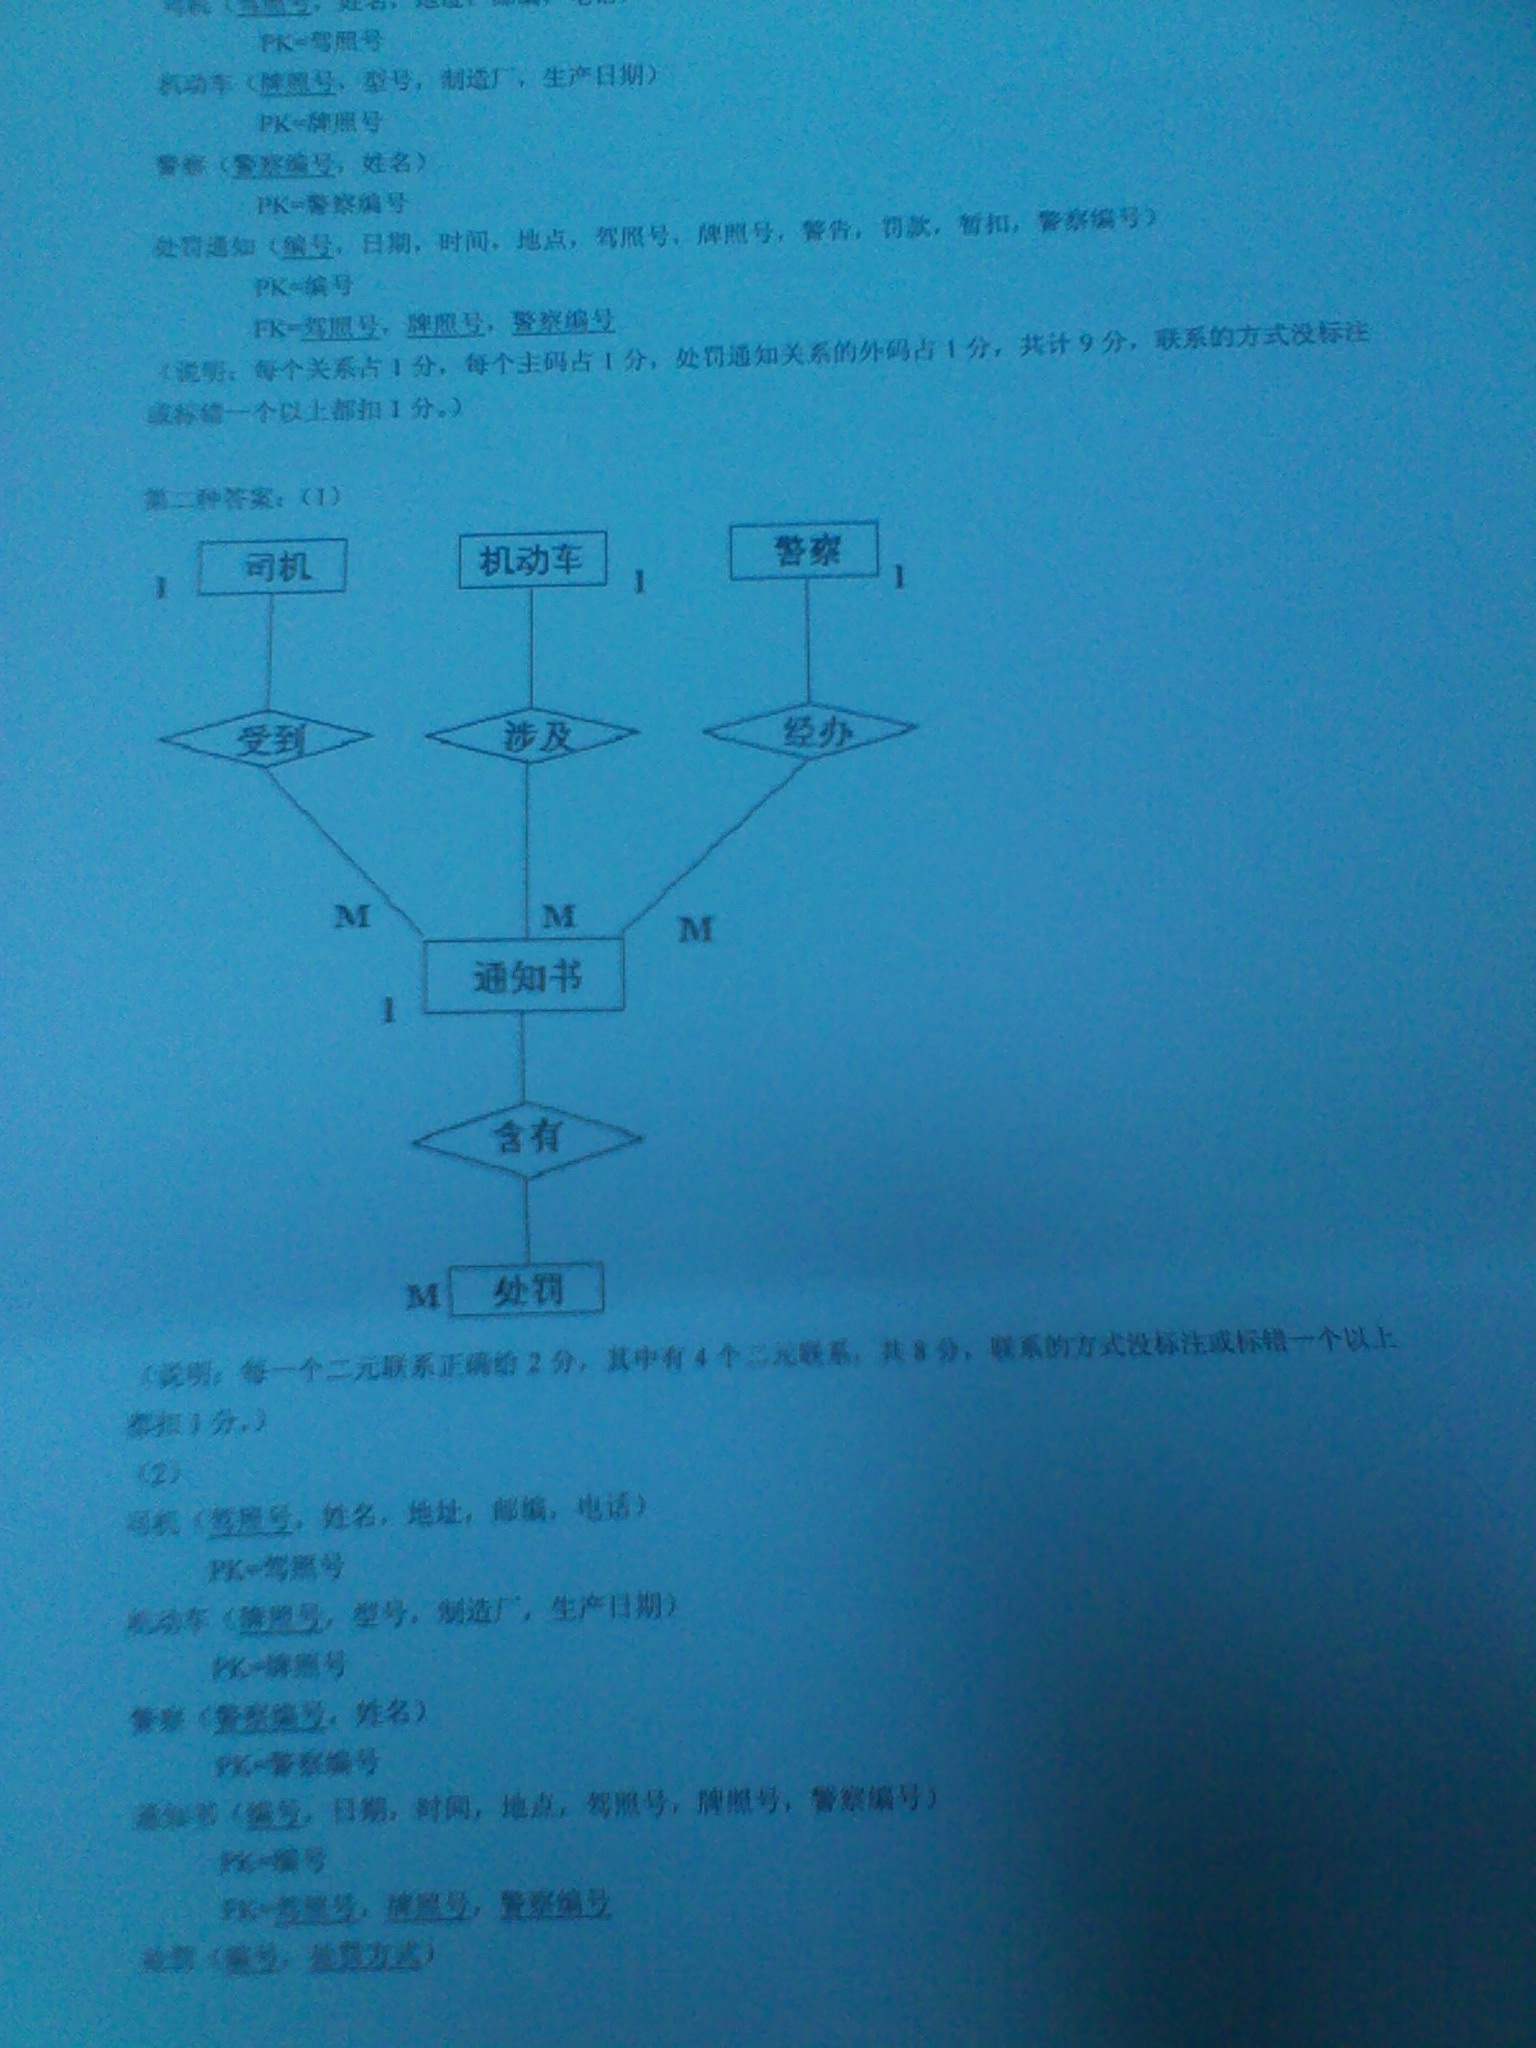 司机（驾照号，姓名，地址，邮编，电话）
PK=驾照号
机动车（牌照号，型号，制造厂，生产日期）
PK=牌照号
警察（警察编号，姓名）
PK=警察编号
处罚通知（编号，日期，时间，地点，驾照号，牌照号，警告，罚款，暂扣，警察编号）
PK=编号
FK=驾照号，牌照号，警察编号
（说明：每个关系占1分，每个主码占1分，处罚通知关系的外码占1分，共计9分，联系的方式没标注
或标错一个以上都扣1分。）
第二种答案：（1）
1 司机 机动车 1 警察 1
受到 涉及 经办
M M M
通知书
1
含有
M 处罚
（说明：每一个二元联系正确给2分，其中有4个二元联系，共8分，联系的方式没标注或标错一个以上
都扣1分。）
（2）
司机（驾照号，姓名，地址，邮编，电话）
PK=驾照号
机动车（牌照号，型号，制造厂，生产日期）
PK=牌照号
警察（警察编号，姓名）
PK=警察编号
通知书（编号，日期，时间，地点，驾照号，牌照号，警察编号）
PK=编号
FK=驾照号，牌照号，警察编号
处罚（编号，处罚方式）